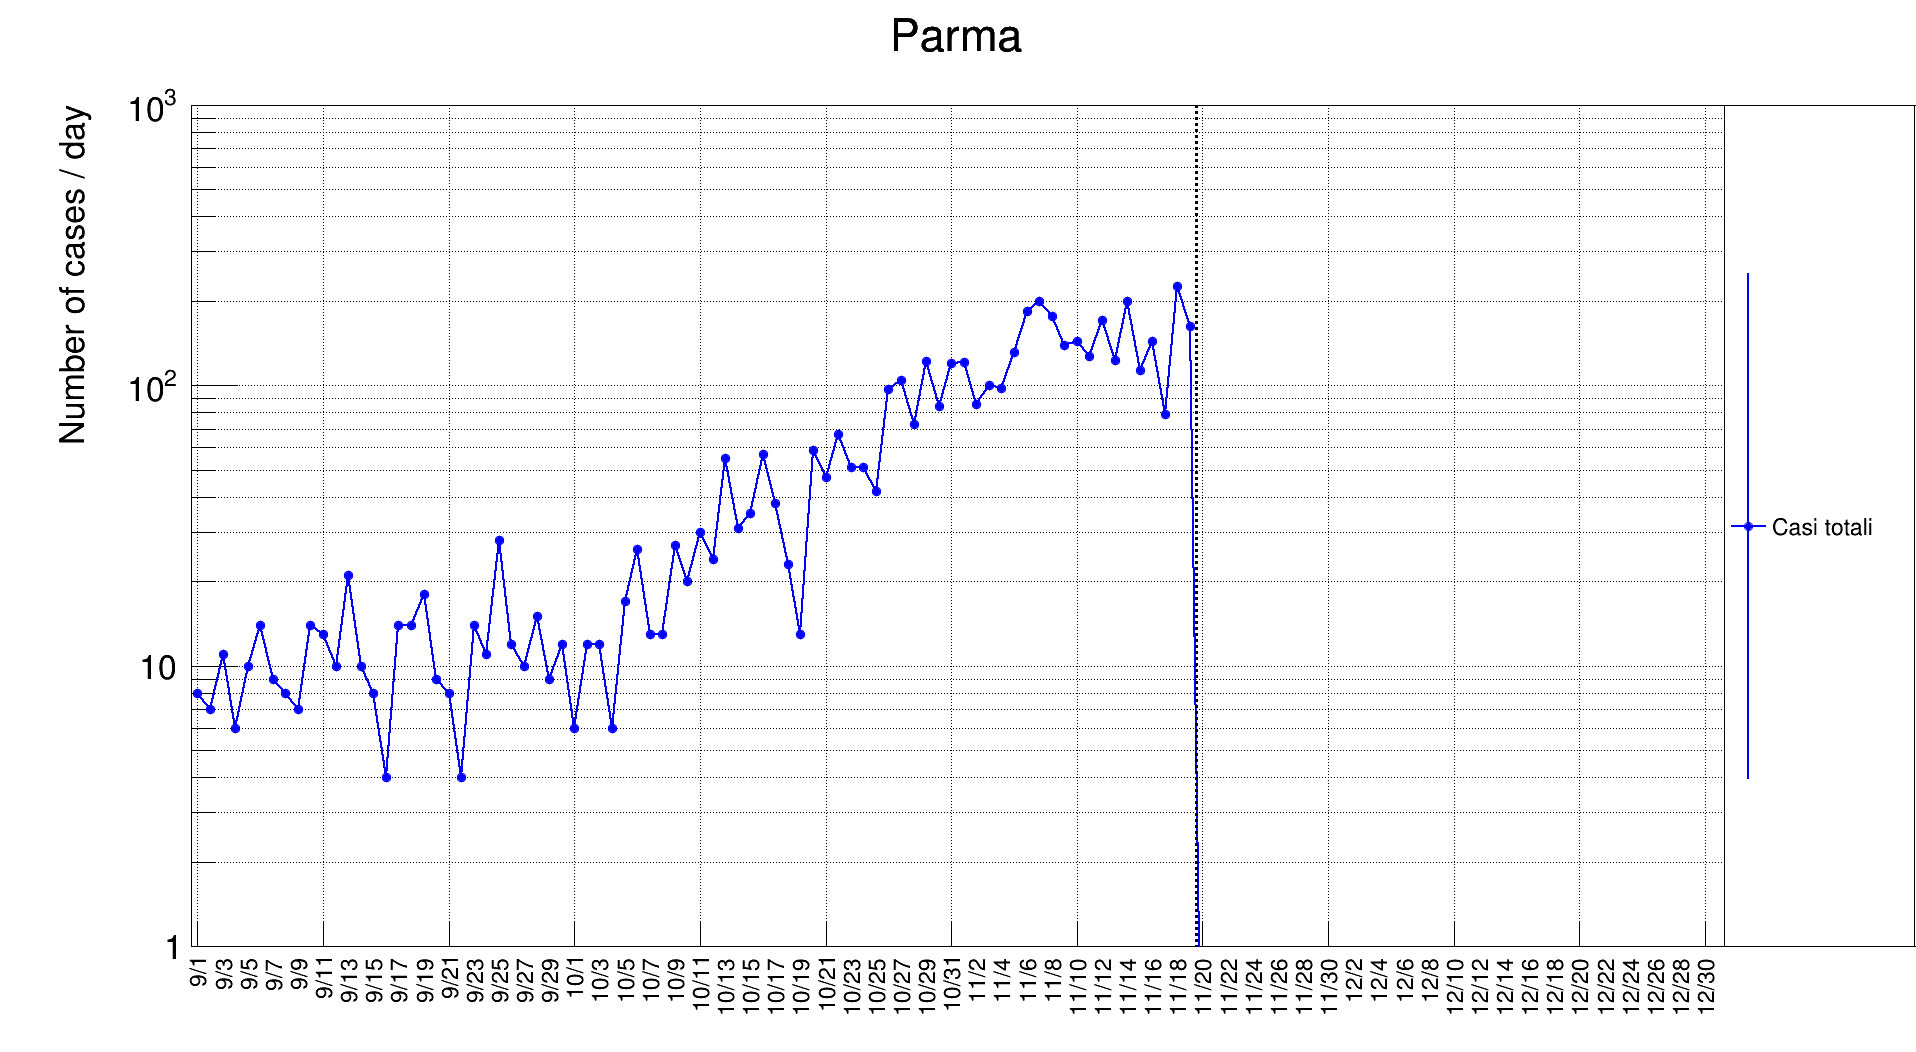 Parma
Number of cases / day
10³
10²
10
1
9/1 9/3 9/5 9/7 9/9 9/11 9/13 9/15 9/17 9/19 9/21 9/23 9/25 9/27 9/29 10/1 10/3 10/5 10/7 10/9 10/11 10/13 10/15 10/17 10/19 10/21 10/23 10/25 10/27 10/29 10/31 11/2 11/4 11/6 11/8 11/10 11/12 11/14 11/16 11/18 11/20 11/22 11/24 11/26 11/28 11/30 12/2 12/4 12/6 12/8 12/10 12/12 12/14 12/16 12/18 12/20 12/22 12/24 12/26 12/28 12/30
Casi totali